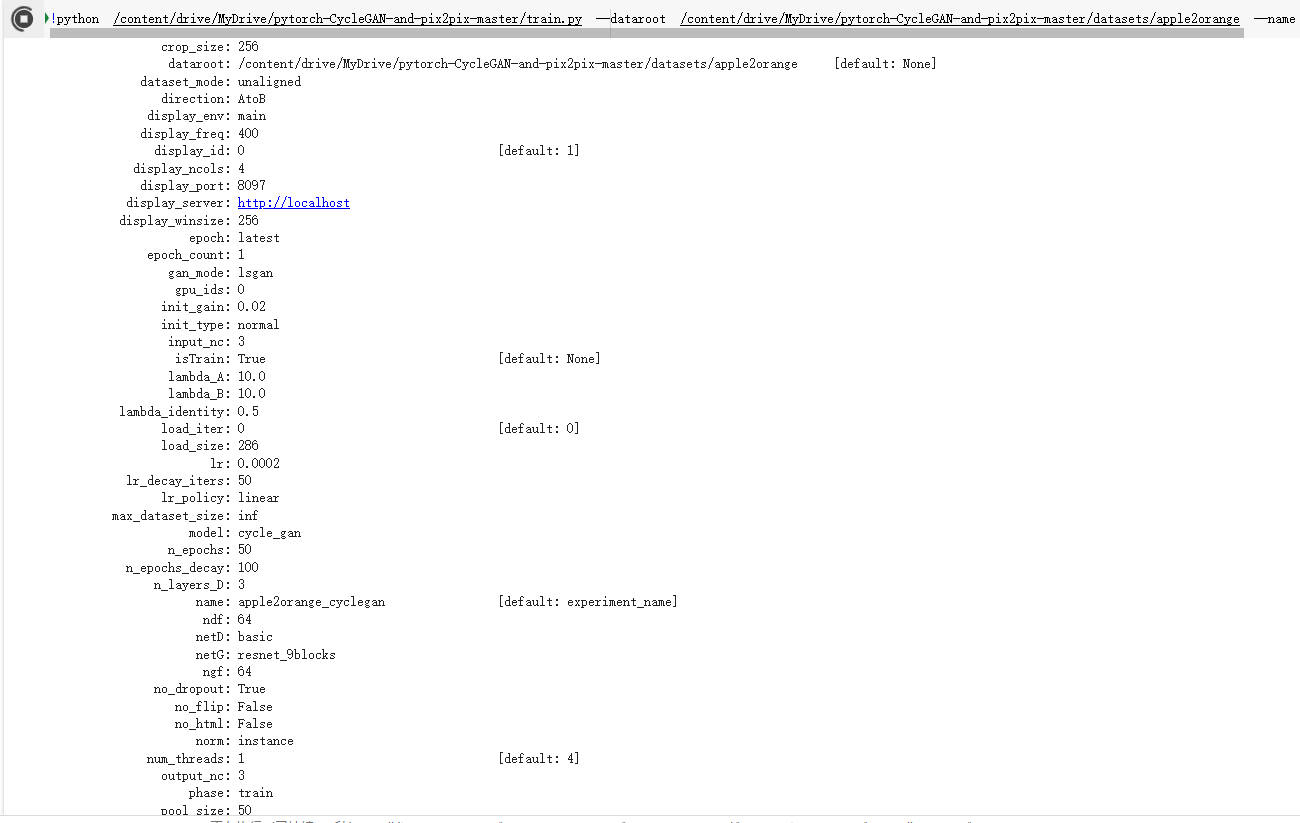 !python /content/drive/MyDrive/pytorch-CycleGAN-and-pix2pix-master/train.py --dataroot /content/drive/MyDrive/pytorch-CycleGAN-and-pix2pix-master/datasets/apple2orange --name
crop_size: 256
dataroot: /content/drive/MyDrive/pytorch-CycleGAN-and-pix2pix-master/datasets/apple2orange [default: None]
dataset_mode: unaligned
direction: AtoB
display_env: main
display_freq: 400
display_id: 0 [default: 1]
display_ncols: 4
display_port: 8097
display_server: http://localhost
display_winsize: 256
epoch: latest
epoch_count: 1
gan_mode: lsgan
gpu_ids: 0
init_gain: 0.02
init_type: normal
input_nc: 3
isTrain: True [default: None]
lambda_A: 10.0
lambda_B: 10.0
lambda_identity: 0.5
load_iter: 0 [default: 0]
load_size: 286
lr: 0.0002
lr_decay_iters: 50
lr_policy: linear
max_dataset_size: inf
model: cycle_gan
n_epochs: 50
n_epochs_decay: 100
n_layers_D: 3
name: apple2orange_cyclegan [default: experiment_name]
ndf: 64
netD: basic
netG: resnet_9blocks
ngf: 64
no_dropout: True
no_flip: False
no_html: False
norm: instance
num_threads: 1 [default: 4]
output_nc: 3
phase: train
pool_size: 50